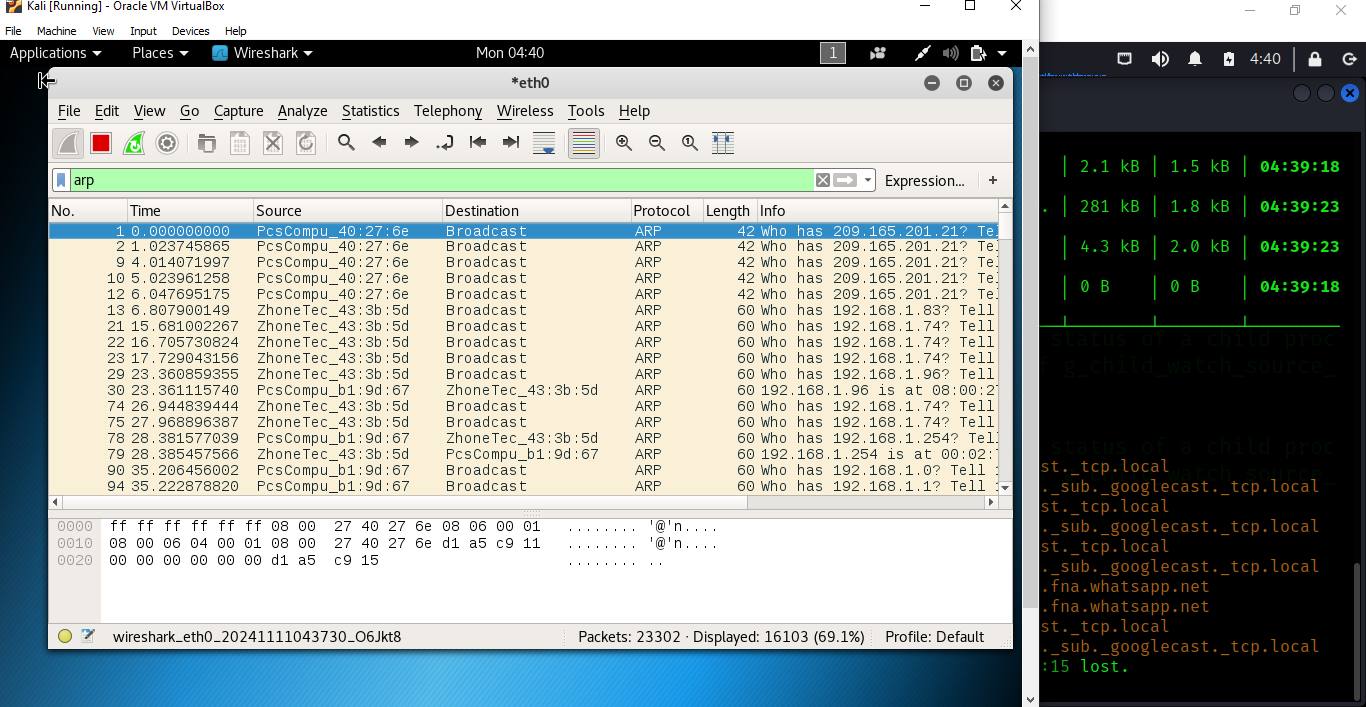 Kali [Running] - Oracle VM VirtualBox
File Machine View Input Devices Help
Applications Places Wireshark Mon 04:40 1
4:40
*eth0
File Edit View Go Capture Analyze Statistics Telephony Wireless Tools Help
arp Expression... +
No. Time Source Destination Protocol Length Info
1 0.000000000 PcsCompu_40:27:6e Broadcast ARP 42 Who has 209.165.201.21? Tel
2 1.023745865 PcsCompu_40:27:6e Broadcast ARP 42 Who has 209.165.201.21? Tel
9 4.014071997 PcsCompu_40:27:6e Broadcast ARP 42 Who has 209.165.201.21? Tel
10 5.023961258 PcsCompu_40:27:6e Broadcast ARP 42 Who has 209.165.201.21? Tel
12 6.047695175 PcsCompu_40:27:6e Broadcast ARP 42 Who has 209.165.201.21? Tel
13 6.807900149 ZhoneTec_43:3b:5d Broadcast ARP 60 Who has 192.168.1.83? Tell
21 15.681002267 ZhoneTec_43:3b:5d Broadcast ARP 60 Who has 192.168.1.74? Tell
22 16.705730824 ZhoneTec_43:3b:5d Broadcast ARP 60 Who has 192.168.1.74? Tell
23 17.729043156 ZhoneTec_43:3b:5d Broadcast ARP 60 Who has 192.168.1.74? Tell
29 23.360859355 ZhoneTec_43:3b:5d Broadcast ARP 60 Who has 192.168.1.96? Tell
30 23.361115740 PcsCompu_b1:9d:67 ZhoneTec_43:3b:5d ARP 60 192.168.1.96 is at 08:00:2
74 26.944839444 ZhoneTec_43:3b:5d Broadcast ARP 60 Who has 192.168.1.74? Tell
75 27.968896387 ZhoneTec_43:3b:5d Broadcast ARP 60 Who has 192.168.1.74? Tell
78 28.381577039 PcsCompu_b1:9d:67 ZhoneTec_43:3b:5d ARP 60 Who has 192.168.1.254? Tel
79 28.385457566 ZhoneTec_43:3b:5d PcsCompu_b1:9d:67 ARP 60 192.168.1.254 is at 00:02:
90 35.206456002 PcsCompu_b1:9d:67 Broadcast ARP 60 Who has 192.168.1.0? Tell
94 35.222878820 PcsCompu_b1:9d:67 Broadcast ARP 60 Who has 192.168.1.1? Tell
0000 ff ff ff ff ff ff 08 00 27 40 27 6e 08 06 00 01 ........ '@'n....
0010 08 00 06 04 00 01 08 00 27 40 27 6e d1 a5 c9 11 ........ '@'n....
0020 00 00 00 00 00 00 d1 a5 c9 15 ........ ..
wireshark_eth0_20241111043730_O6Jkt8 Packets: 23302 · Displayed: 16103 (69.1%) Profile: Default
| 2.1 kB | 1.5 kB | 04:39:18
. | 281 kB | 1.8 kB | 04:39:23
| 4.3 kB | 2.0 kB | 04:39:23
| 0 B | 0 B | 04:39:18
status of a child proc
g_child_watch_source_
status of a child proc
st._tcp.local
._sub._googlecast._tcp.local
st._tcp.local
._sub._googlecast._tcp.local
st._tcp.local
._sub._googlecast._tcp.local
.fna.whatsapp.net
.fna.whatsapp.net
st._tcp.local
._sub._googlecast._tcp.local
:15 lost.